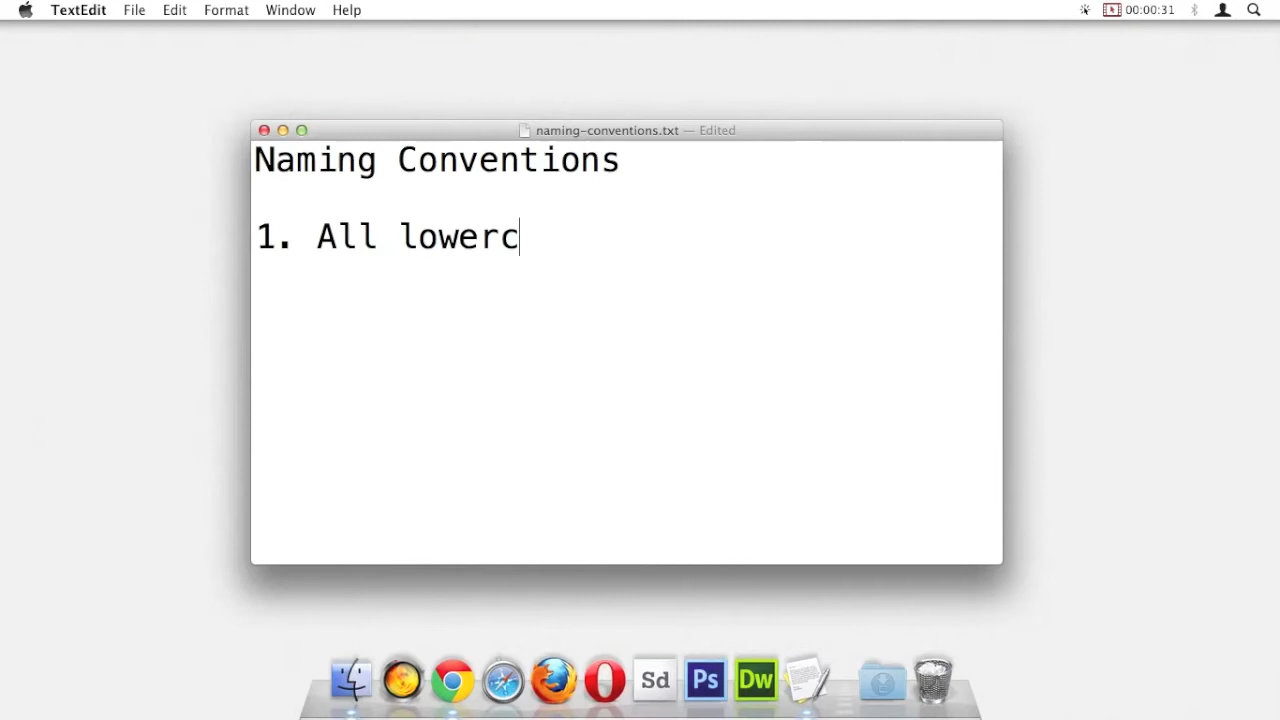 TextEdit File Edit Format Window Help 00:00:31
naming-conventions.txt — Edited
Naming Conventions
1. All lowerc
Sd Ps Dw